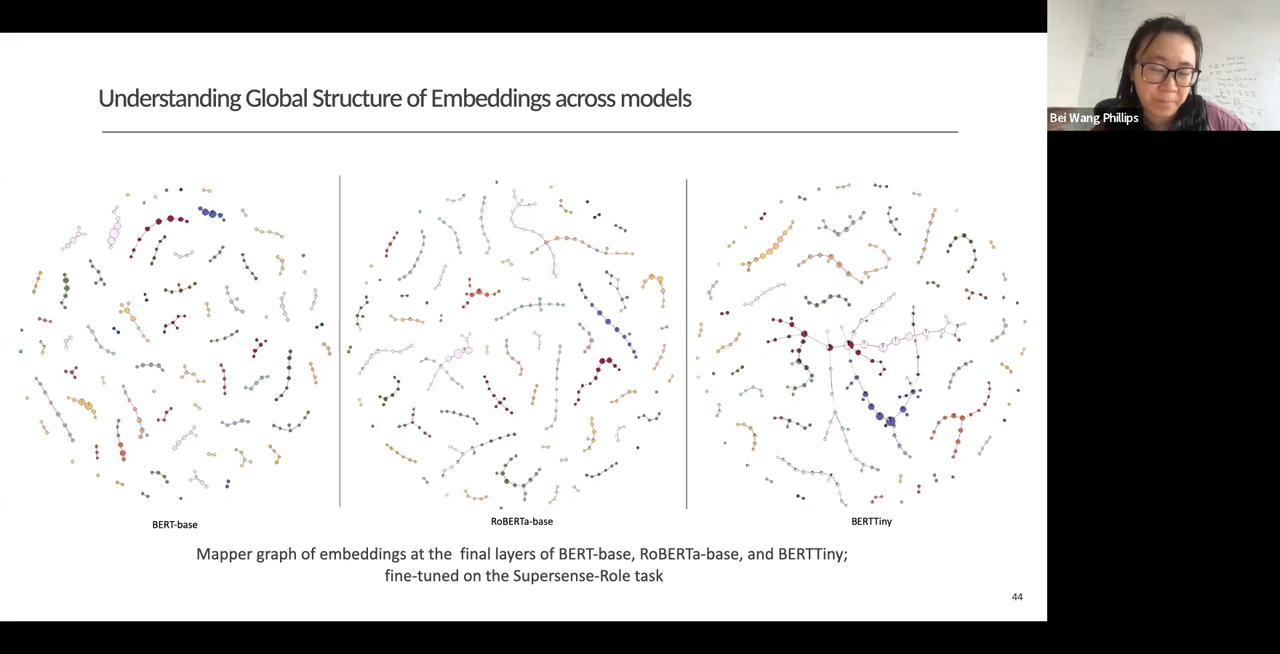 Understanding Global Structure of Embeddings across models
Bei Wang Phillips
BERT-base
RoBERTa-base
BERTTiny
Mapper graph of embeddings at the final layers of BERT-base, RoBERTa-base, and BERTTiny;
fine-tuned on the Supersense-Role task
44